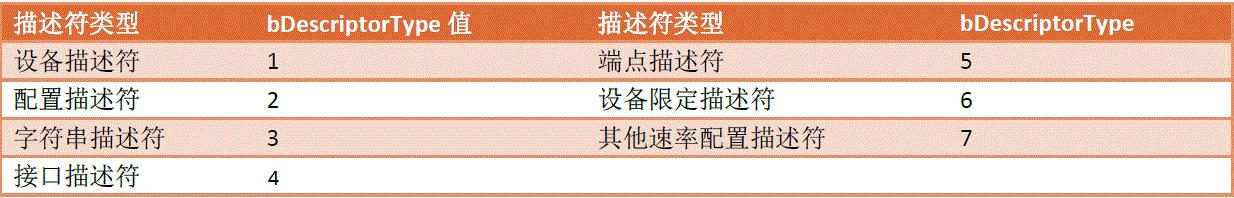 描述符类型 bDescriptorType 值 描述符类型 bDescriptorType
设备描述符 1 端点描述符 5
配置描述符 2 设备限定描述符 6
字符串描述符 3 其他速率配置描述符 7
接口描述符 4